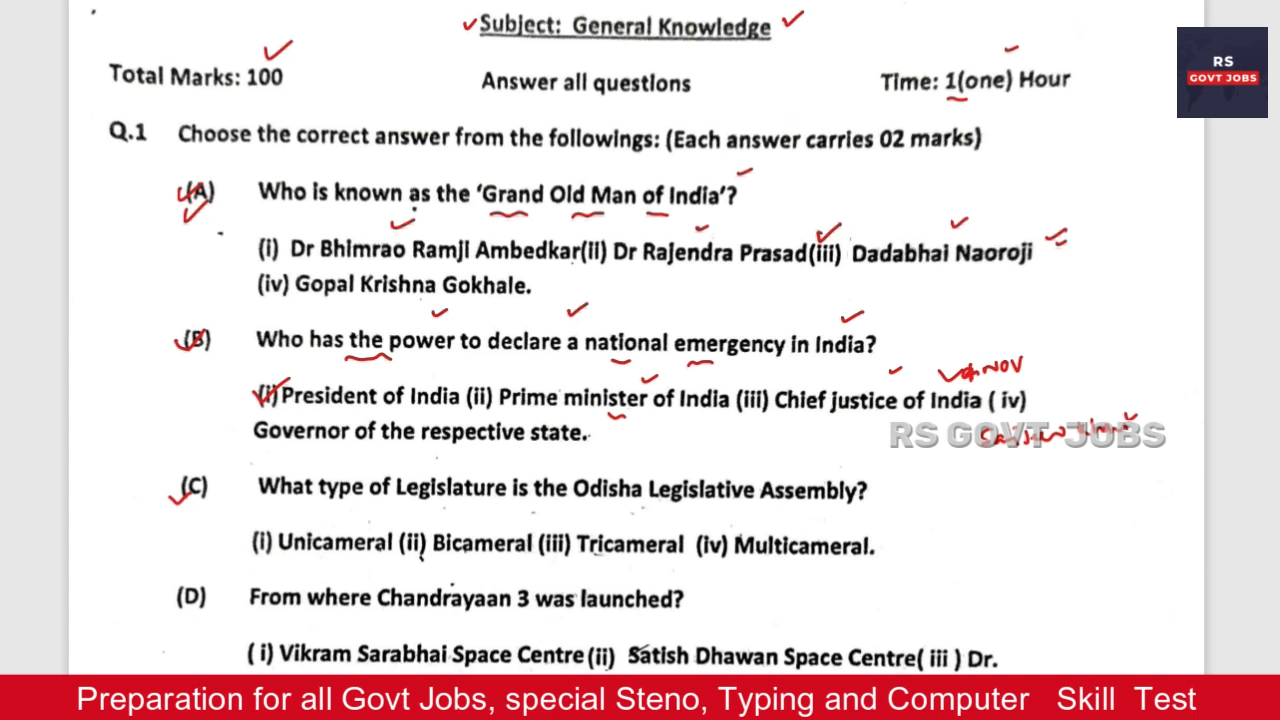 Subject: General Knowledge
RS
GOVT JOBS
Total Marks: 100 Answer all questions Time: 1(one) Hour
Q.1 Choose the correct answer from the followings: (Each answer carries 02 marks)
(A) Who is known as the ‘Grand Old Man of India’?
(i) Dr Bhimrao Ramji Ambedkar(ii) Dr Rajendra Prasad(iii) Dadabhai Naoroji
(iv) Gopal Krishna Gokhale.
(B) Who has the power to declare a national emergency in India?
(i)President of India (ii) Prime minister of India (iii) Chief justice of India ( iv)
Governor of the respective state.
RS GOVT JOBS
(C) What type of Legislature is the Odisha Legislative Assembly?
(i) Unicameral (ii) Bicameral (iii) Tricameral (iv) Multicameral.
(D) From where Chandrayaan 3 was launched?
( i) Vikram Sarabhai Space Centre (ii) Satish Dhawan Space Centre( iii ) Dr.
Preparation for all Govt Jobs, special Steno, Typing and Computer Skill Test